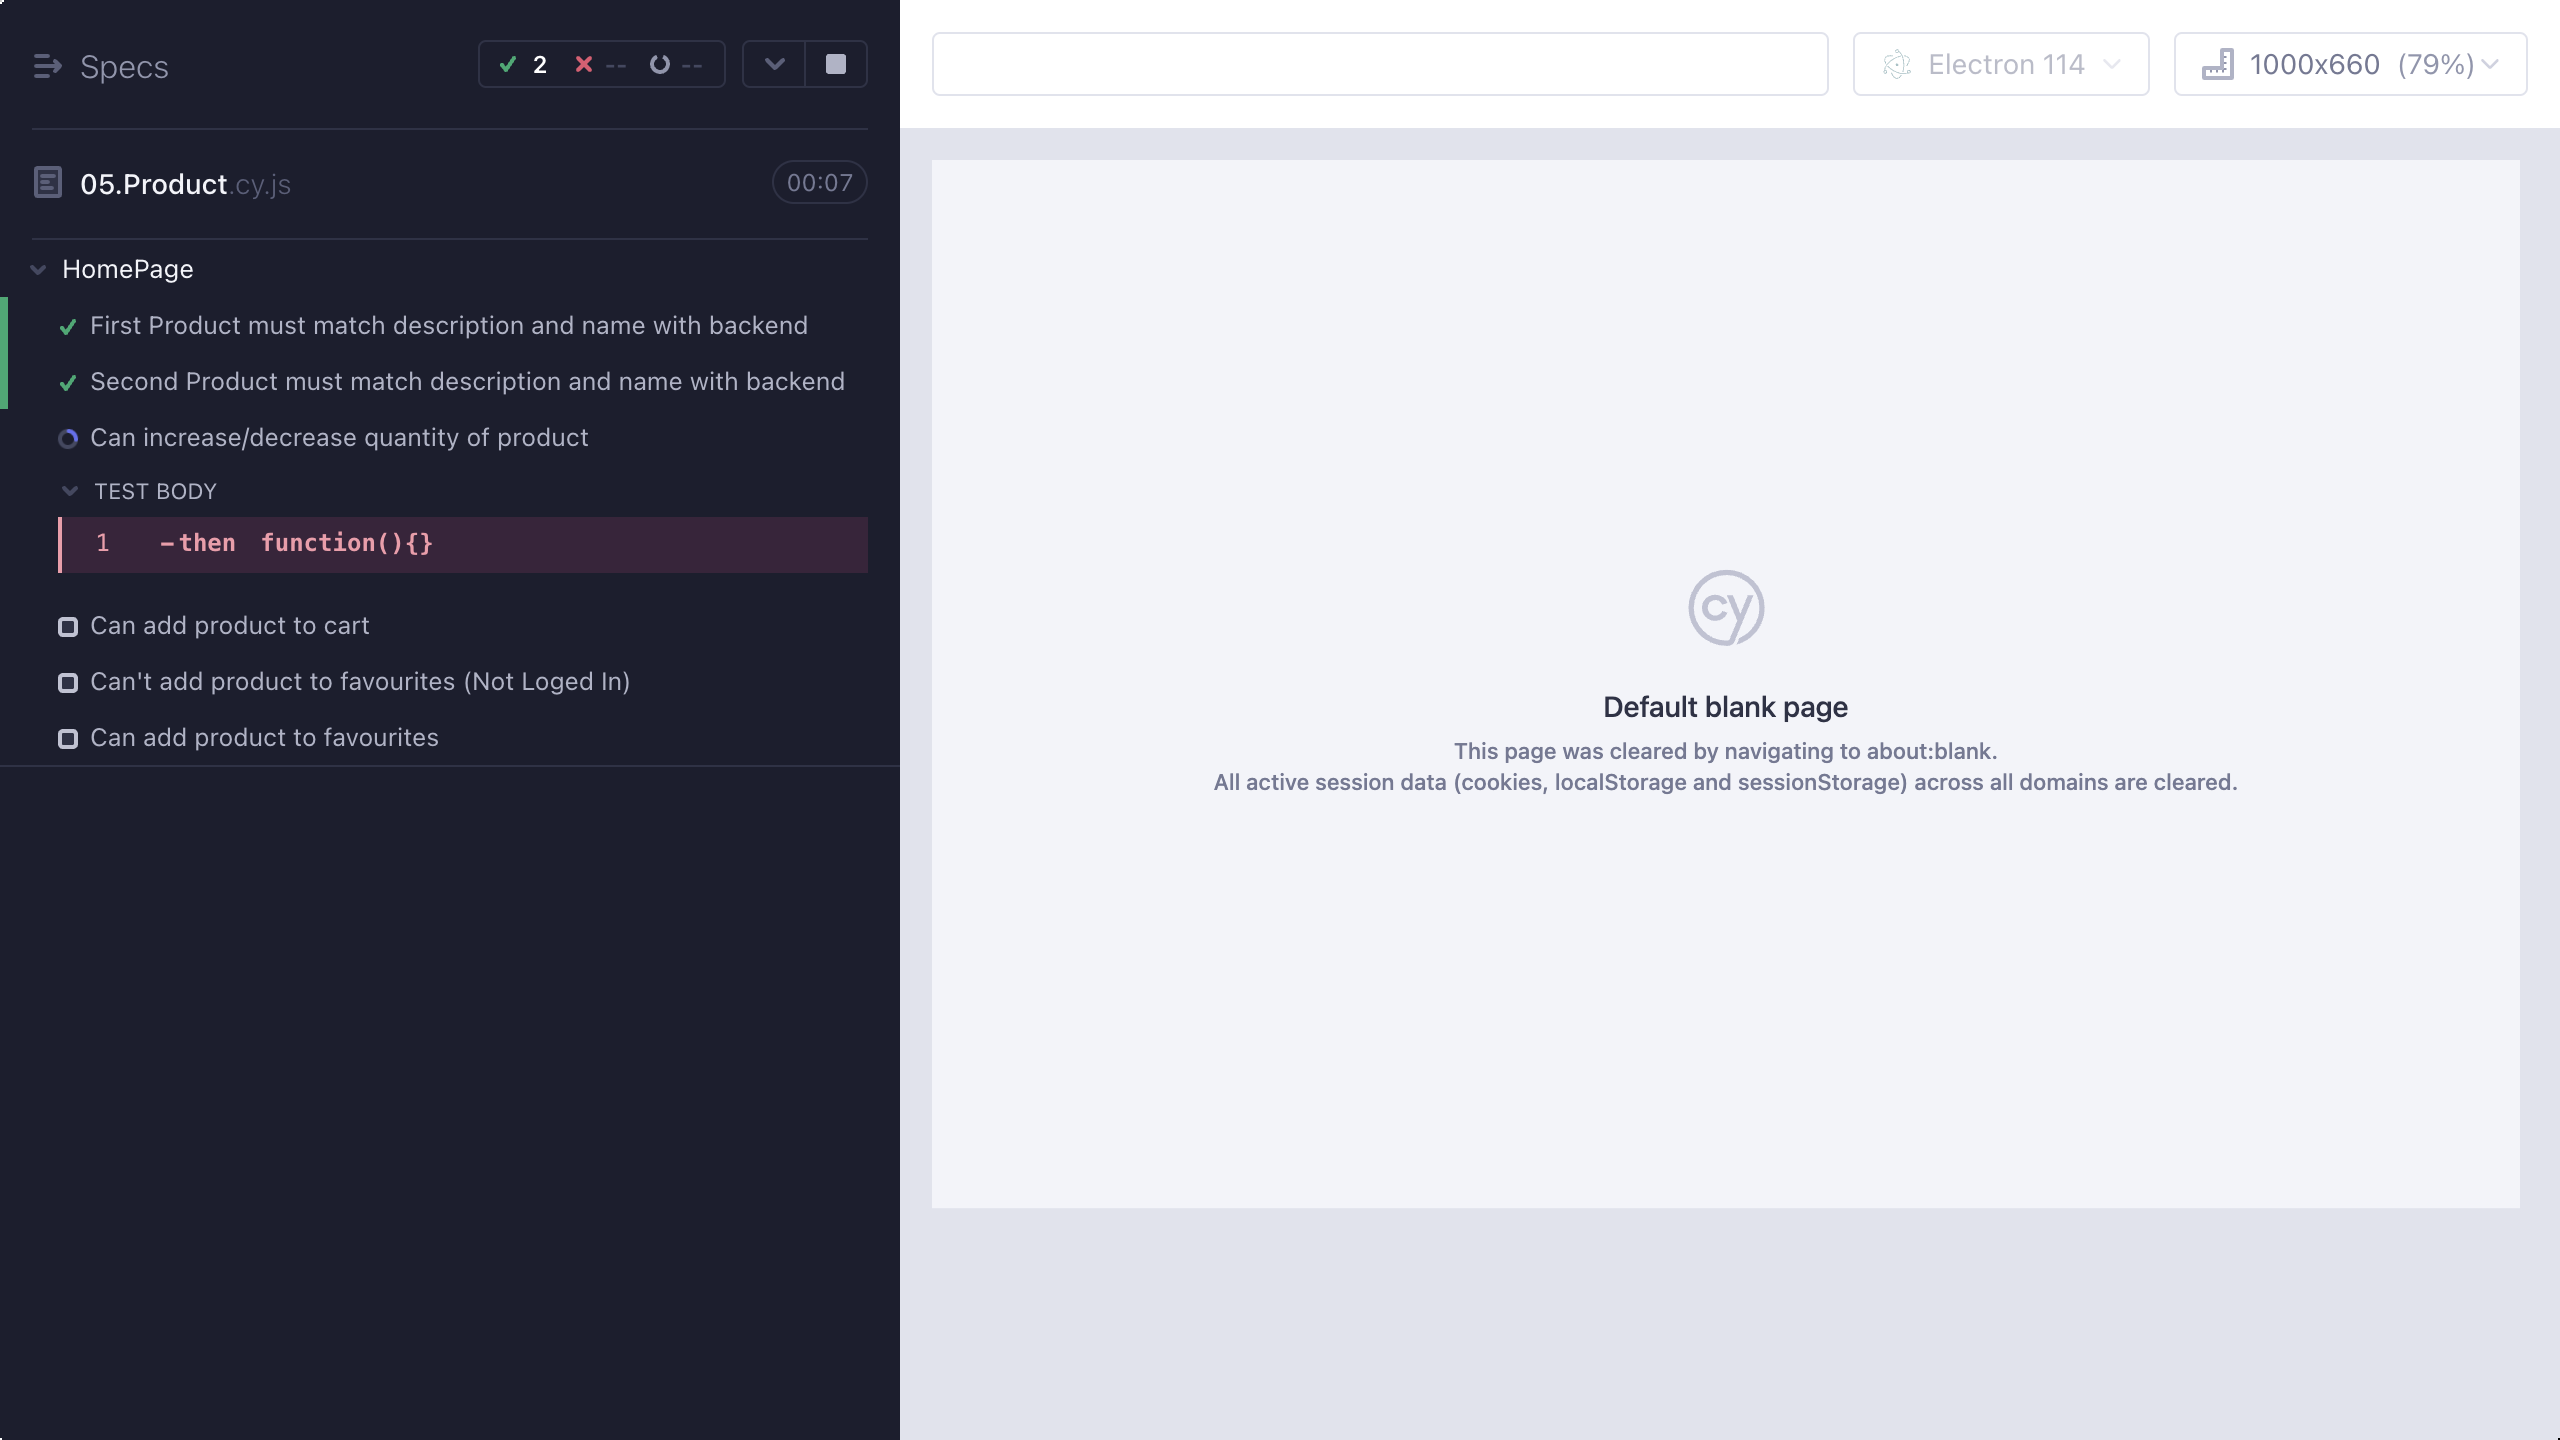 Specs
2 -- --
05.Product.cy.js
00:07
HomePage
First Product must match description and name with backend
Second Product must match description and name with backend
Can increase/decrease quantity of product
TEST BODY
1 -then function(){}
Can add product to cart
Can't add product to favourites (Not Loged In)
Can add product to favourites
Electron 114
1000x660 (79%)
cy
Default blank page
This page was cleared by navigating to about:blank.
All active session data (cookies, localStorage and sessionStorage) across all domains are cleared.